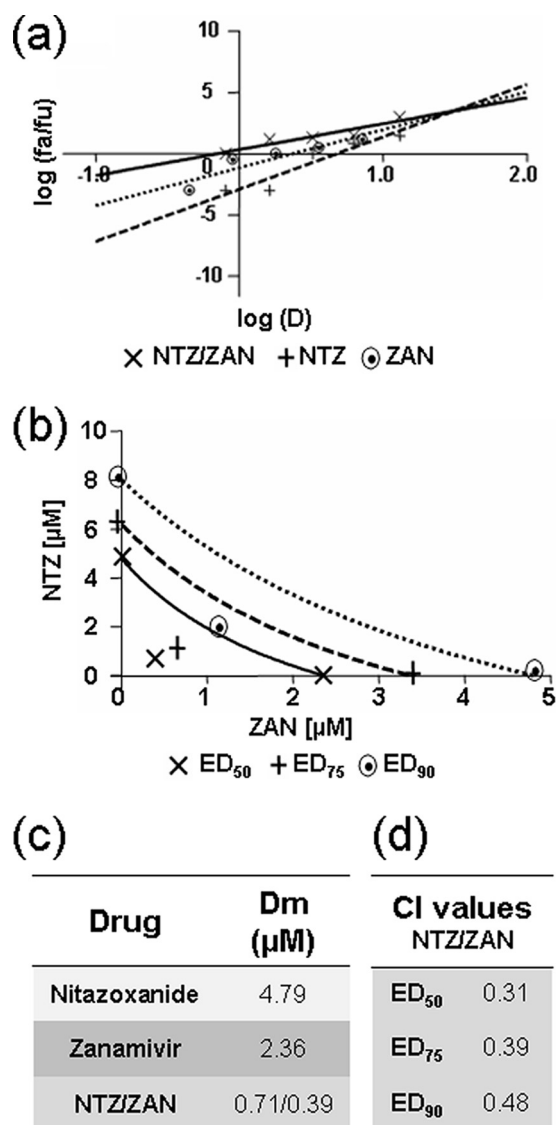 (a)
10
5
0
-5
-10
log (fa/fu)
-1.0
1.0
2.0
log (D)
× NTZ/ZAN + NTZ ⊙ ZAN
(b)
10
8
6
4
2
0
NTZ [µM]
0 1 2 3 4 5
ZAN [µM]
× ED50 + ED75 ⊙ ED90
(c)
Drug Dm (µM)
Nitazoxanide 4.79
Zanamivir 2.36
NTZ/ZAN 0.71/0.39
(d)
CI values
NTZ/ZAN
ED50 0.31
ED75 0.39
ED90 0.48